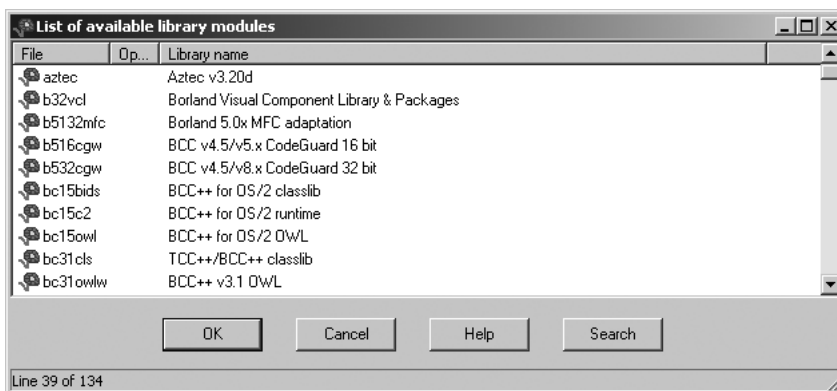 List of available library modules
File Op... Library name
aztec Aztec v3.20d
b32vcl Borland Visual Component Library & Packages
b5132mfc Borland 5.0x MFC adaptation
b516cgw BCC v4.5/v5.x CodeGuard 16 bit
b532cgw BCC v4.5/v8.x CodeGuard 32 bit
bc15bids BCC++ for OS/2 classlib
bc15c2 BCC++ for OS/2 runtime
bc15owl BCC++ for OS/2 OWL
bc31cls TCC++/BCC++ classlib
bc31owlw BCC++ v3.1 OWL
OK Cancel Help Search
Line 39 of 134